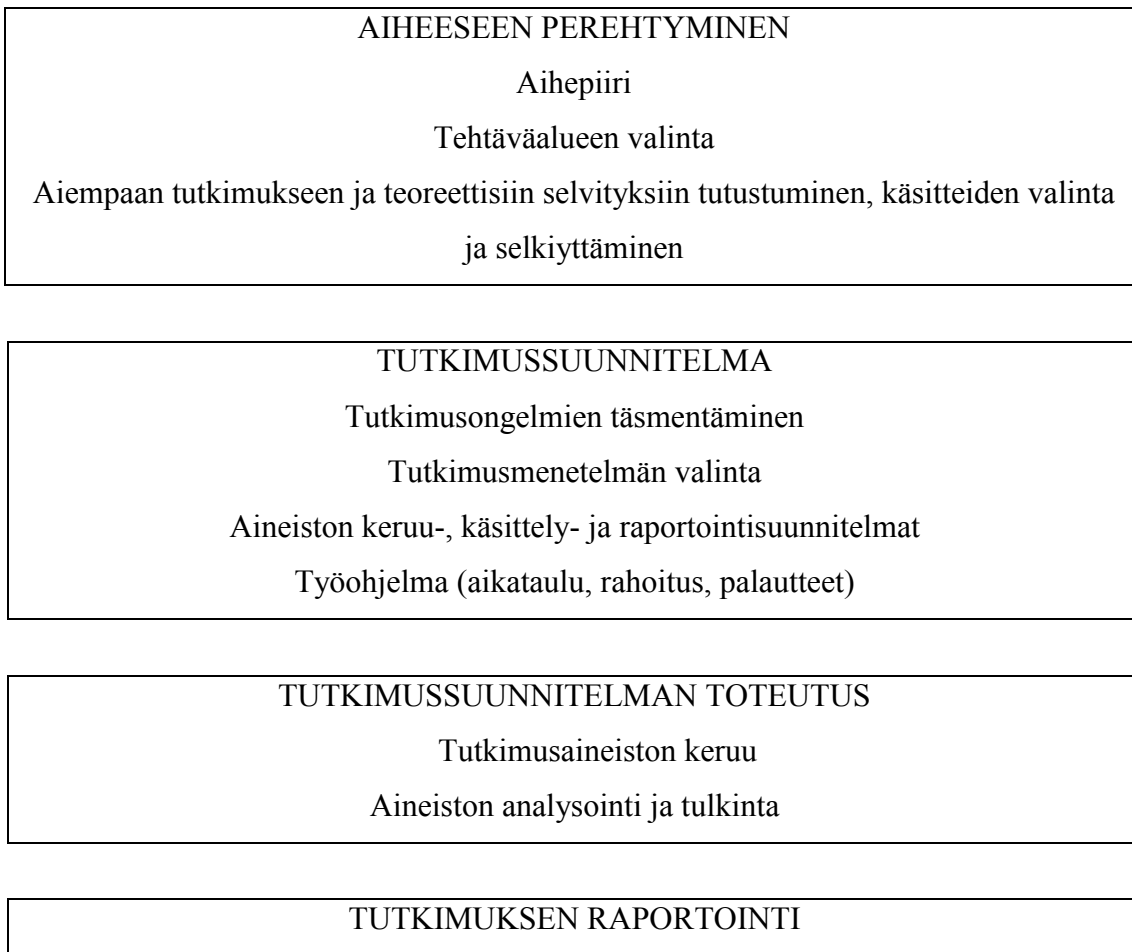 AIHEESEEN PEREHTYMINEN
Aihepiiri
Tehtäväalueen valinta
Aiempaan tutkimukseen ja teoreettisiin selvityksiin tutustuminen, käsitteiden valinta
ja selkiyttäminen
TUTKIMUSSUUNNITELMA
Tutkimusongelmien täsmentäminen
Tutkimusmenetelmän valinta
Aineiston keruu-, käsittely- ja raportointisuunnitelmat
Työohjelma (aikataulu, rahoitus, palautteet)
TUTKIMUSSUUNNITELMAN TOTEUTUS
Tutkimusaineiston keruu
Aineiston analysointi ja tulkinta
TUTKIMUKSEN RAPORTOINTI